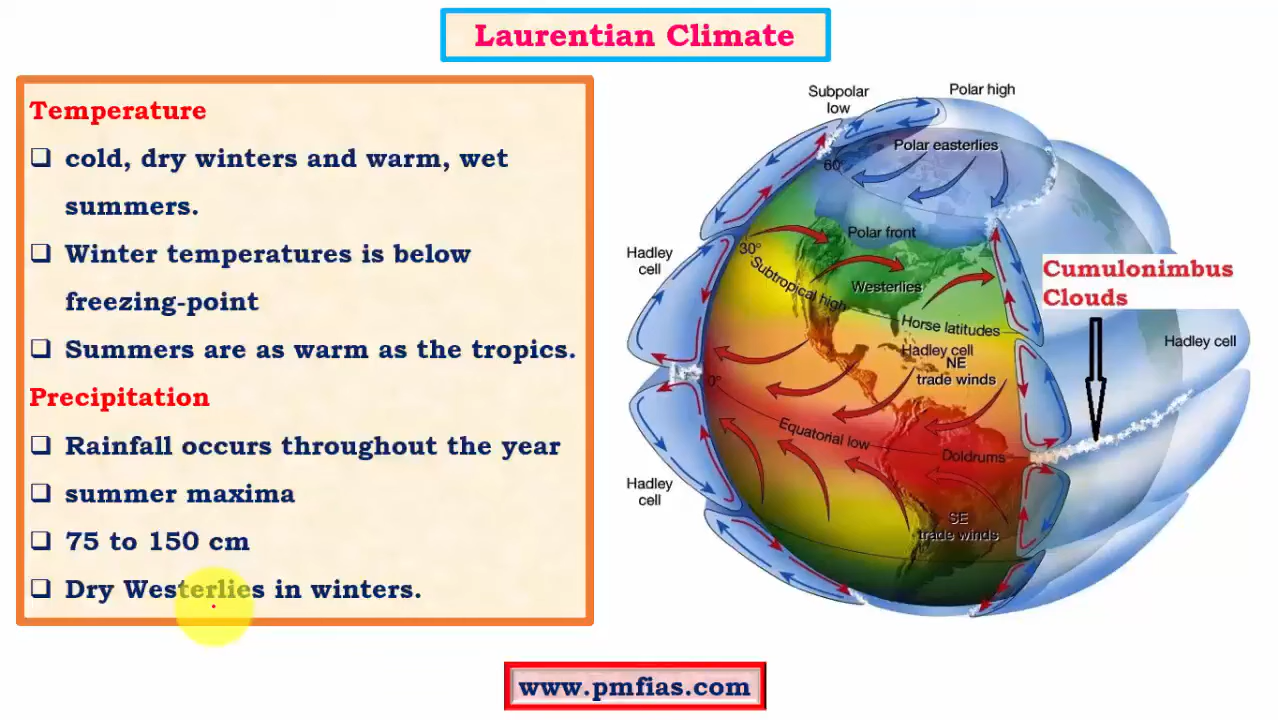 Laurentian Climate
Temperature
❑ cold, dry winters and warm, wet
summers.
❑ Winter temperatures is below
freezing-point
❑ Summers are as warm as the tropics.
Precipitation
❑ Rainfall occurs throughout the year
❑ summer maxima
❑ 75 to 150 cm
❑ Dry Westerlies in winters.
Polar high
Subpolar
low
Polar easterlies
60°
Polar front
30°
Hadley
cell
Subtropical high
Westerlies
Cumulonimbus
Clouds
Horse latitudes
Hadley cell
Hadley cell
NE
trade winds
0°
Equatorial low
Doldrums
Hadley
cell
SE
trade winds
www.pmfias.com